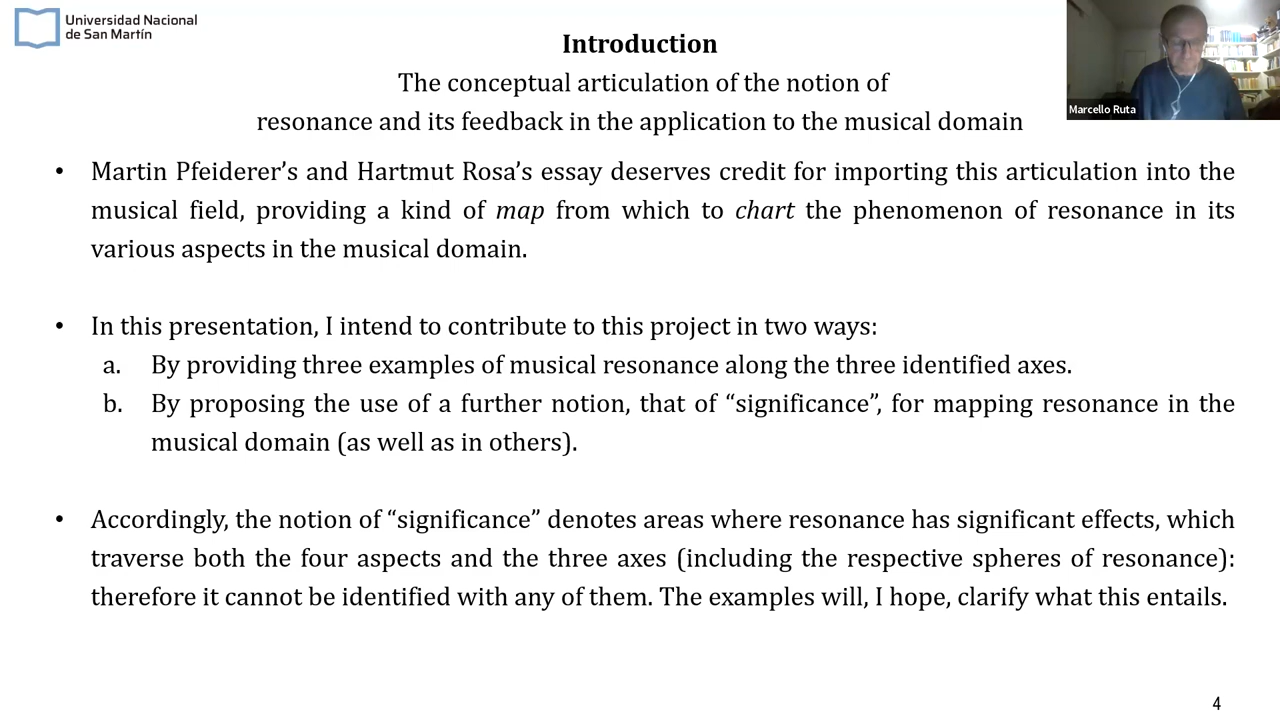 Universidad Nacional
de San Martín
Introduction
The conceptual articulation of the notion of
resonance and its feedback in the application to the musical domain
Marcello Ruta
• Martin Pfeiderer’s and Hartmut Rosa’s essay deserves credit for importing this articulation into the
musical field, providing a kind of map from which to chart the phenomenon of resonance in its
various aspects in the musical domain.
• In this presentation, I intend to contribute to this project in two ways:
a. By providing three examples of musical resonance along the three identified axes.
b. By proposing the use of a further notion, that of “significance”, for mapping resonance in the
musical domain (as well as in others).
• Accordingly, the notion of “significance” denotes areas where resonance has significant effects, which
traverse both the four aspects and the three axes (including the respective spheres of resonance):
therefore it cannot be identified with any of them. The examples will, I hope, clarify what this entails.
4